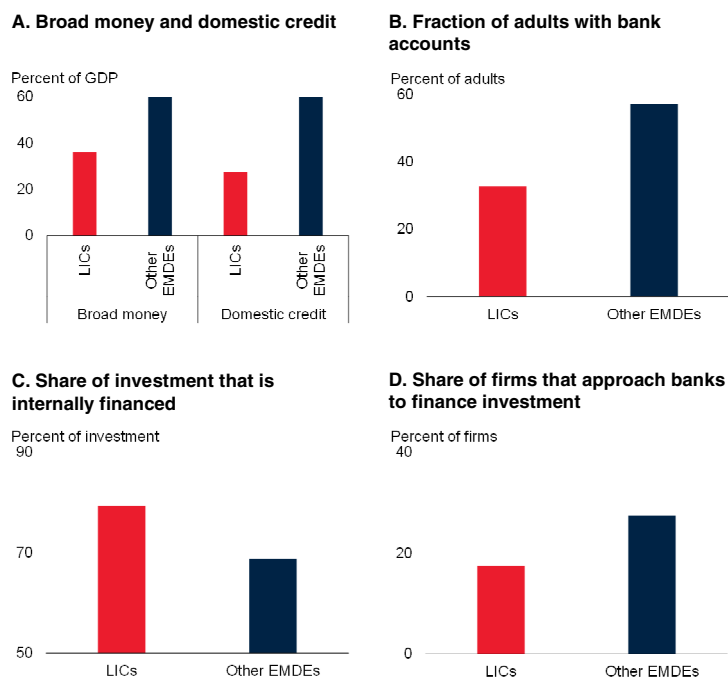 A. Broad money and domestic credit
Percent of GDP
60
40
20
0
LICs
Other
EMDEs
LICs
Other
EMDEs
Broad money
Domestic credit
B. Fraction of adults with bank
accounts
Percent of adults
60
40
20
0
LICs
Other EMDEs
C. Share of investment that is
internally financed
Percent of investment
90
70
50
LICs
Other EMDEs
D. Share of firms that approach banks
to finance investment
Percent of firms
40
20
0
LICs
Other EMDEs